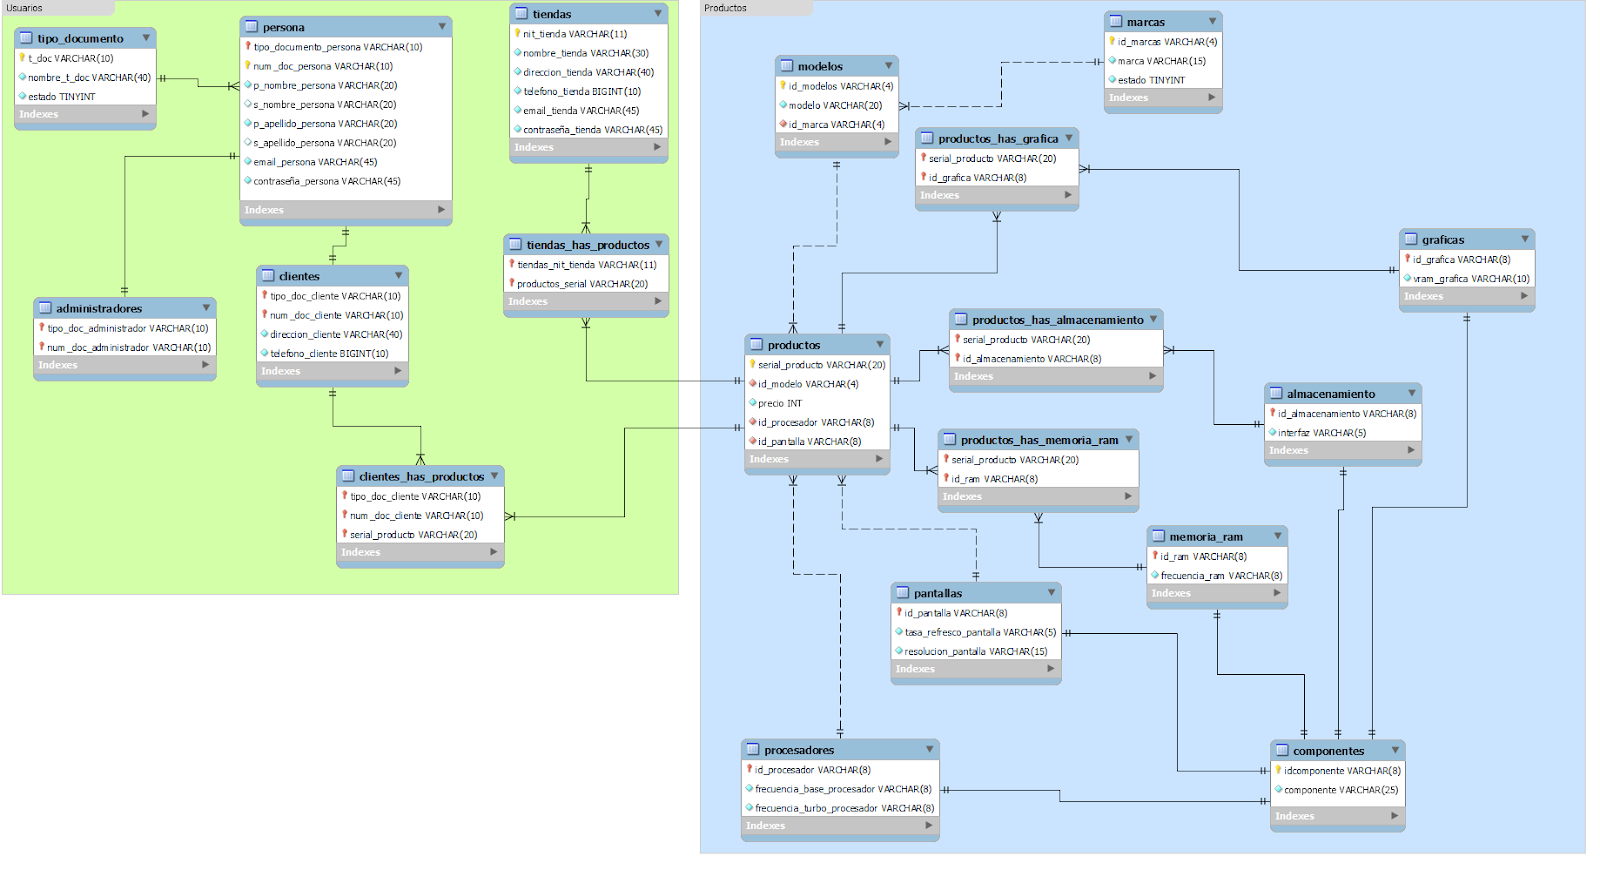 Usuarios
tipo_documento
t_doc VARCHAR(10)
nombre_t_doc VARCHAR(40)
estado TINYINT
Indexes
persona
tipo_documento_persona VARCHAR(10)
num_doc_persona VARCHAR(10)
p_nombre_persona VARCHAR(20)
s_nombre_persona VARCHAR(20)
p_apellido_persona VARCHAR(20)
s_apellido_persona VARCHAR(20)
email_persona VARCHAR(45)
contraseña_persona VARCHAR(45)
Indexes
tiendas
nit_tienda VARCHAR(11)
nombre_tienda VARCHAR(30)
direccion_tienda VARCHAR(40)
telefono_tienda BIGINT(10)
email_tienda VARCHAR(45)
contraseña_tienda VARCHAR(45)
Indexes
tiendas_has_productos
tiendas_nit_tienda VARCHAR(11)
productos_serial VARCHAR(20)
Indexes
clientes
tipo_doc_cliente VARCHAR(10)
num_doc_cliente VARCHAR(10)
direccion_cliente VARCHAR(40)
telefono_cliente BIGINT(10)
Indexes
administradores
tipo_doc_administrador VARCHAR(10)
num_doc_administrador VARCHAR(10)
Indexes
clientes_has_productos
tipo_doc_cliente VARCHAR(10)
num_doc_cliente VARCHAR(10)
serial_producto VARCHAR(20)
Indexes
Productos
marcas
id_marcas VARCHAR(4)
marca VARCHAR(15)
estado TINYINT
Indexes
modelos
id_modelos VARCHAR(4)
modelo VARCHAR(20)
id_marca VARCHAR(4)
Indexes
productos_has_grafica
serial_producto VARCHAR(20)
id_grafica VARCHAR(8)
Indexes
graficas
id_grafica VARCHAR(8)
vram_grafica VARCHAR(10)
Indexes
productos_has_almacenamiento
serial_producto VARCHAR(20)
id_almacenamiento VARCHAR(8)
Indexes
productos
serial_producto VARCHAR(20)
id_modelo VARCHAR(4)
precio INT
id_procesador VARCHAR(8)
id_pantalla VARCHAR(8)
Indexes
almacenamiento
id_almacenamiento VARCHAR(8)
interfaz VARCHAR(5)
Indexes
productos_has_memoria_ram
serial_producto VARCHAR(20)
id_ram VARCHAR(8)
Indexes
memoria_ram
id_ram VARCHAR(8)
frecuencia_ram VARCHAR(8)
Indexes
pantallas
id_pantalla VARCHAR(8)
tasa_refresco_pantalla VARCHAR(5)
resolucion_pantalla VARCHAR(15)
Indexes
procesadores
id_procesador VARCHAR(8)
frecuencia_base_procesador VARCHAR(8)
frecuencia_turbo_procesador VARCHAR(8)
Indexes
componentes
idcomponente VARCHAR(8)
componente VARCHAR(25)
Indexes